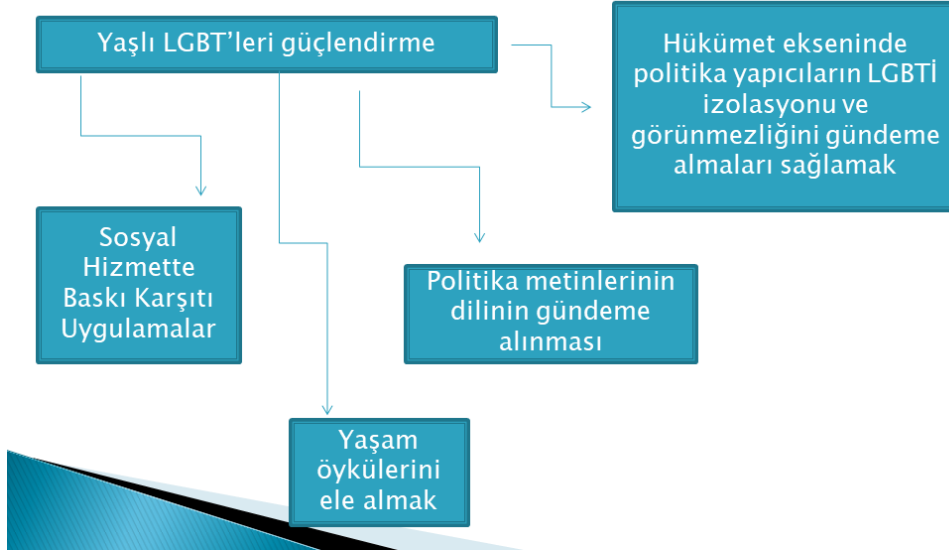 Yaşlı LGBT’leri güçlendirme
Hükümet ekseninde
politika yapıcıların LGBTİ
izolasyonu ve
görünmezliğini gündeme
almaları sağlamak
Sosyal
Hizmette
Baskı Karşıtı
Uygulamalar
Politika metinlerinin
dilinin gündeme
alınması
Yaşam
öykülerini
ele almak